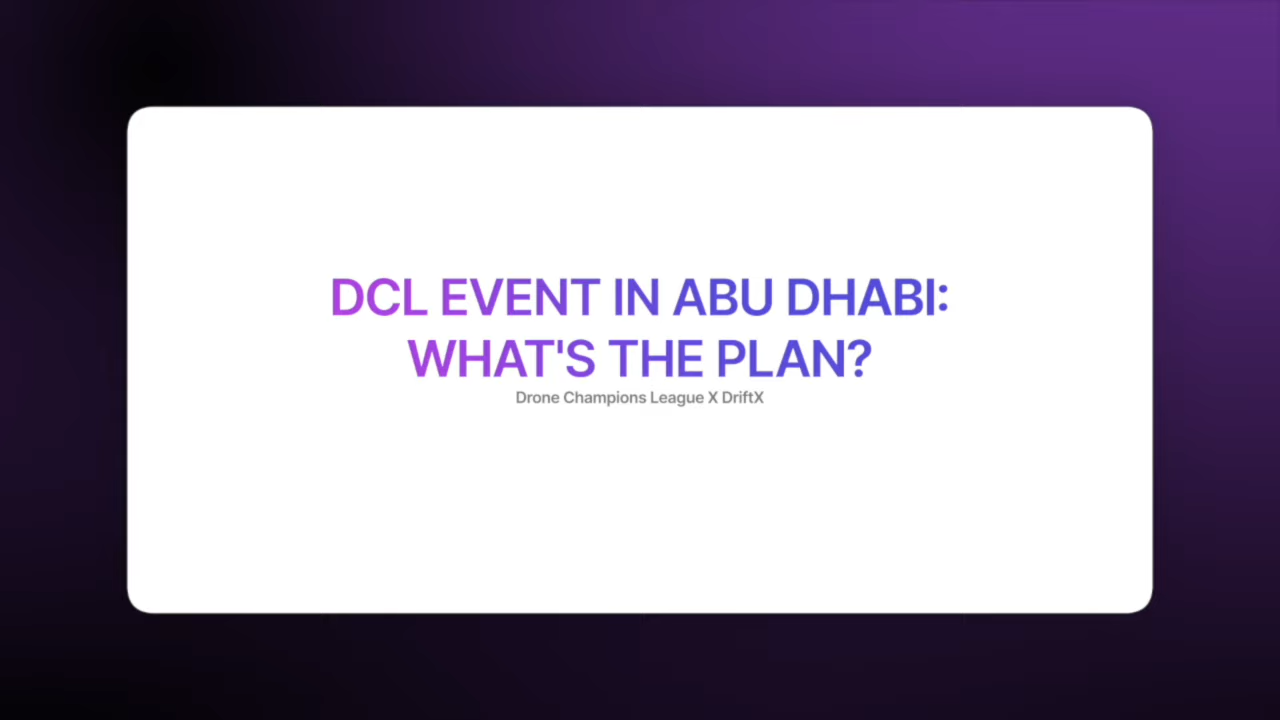 DCL EVENT IN ABU DHABI:
WHAT'S THE PLAN?
Drone Champions League X DriftX